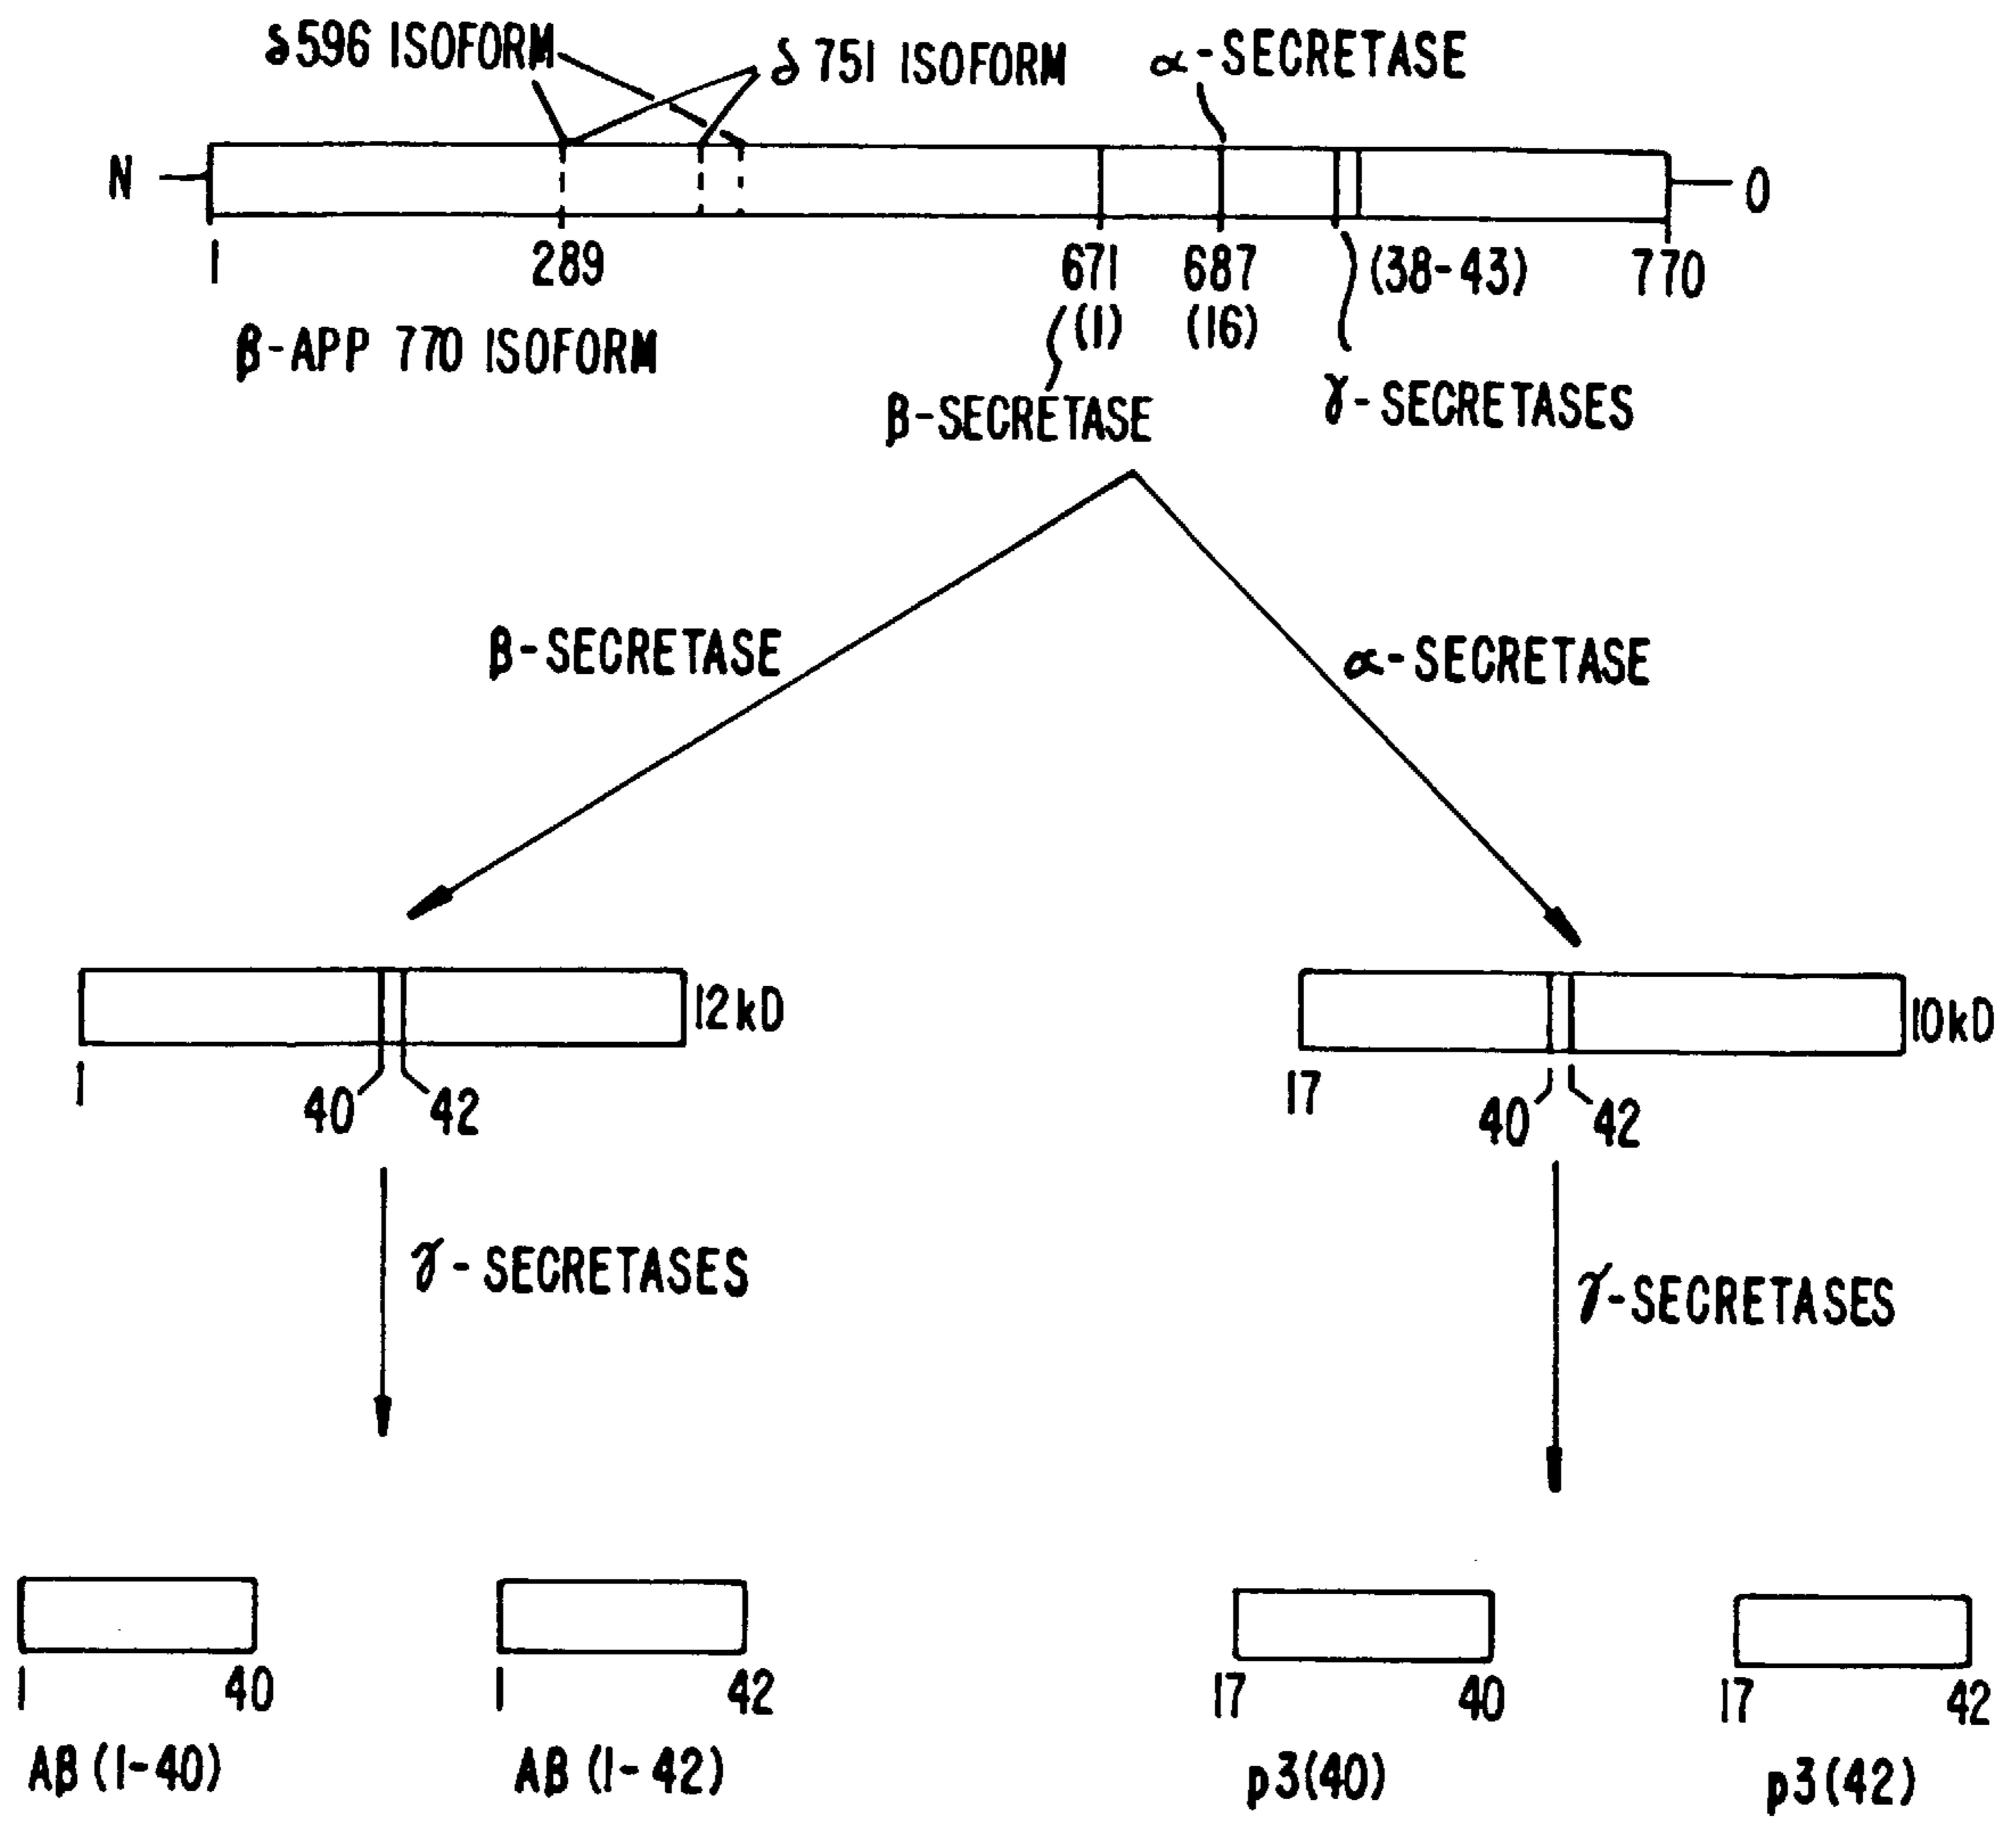 δ596 ISOFORM
δ 751 ISOFORM
α-SECRETASE
N
O
1
289
671
687
(38-43)
770
(1)
(16)
β-APP 770 ISOFORM
β-SECRETASE
γ-SECRETASES
β-SECRETASE
α-SECRETASE
12kD
10kD
1
40
42
17
40
42
γ-SECRETASES
γ-SECRETASES
1
40
1
42
17
40
17
42
Aβ (1-40)
Aβ (1-42)
p3(40)
p3(42)